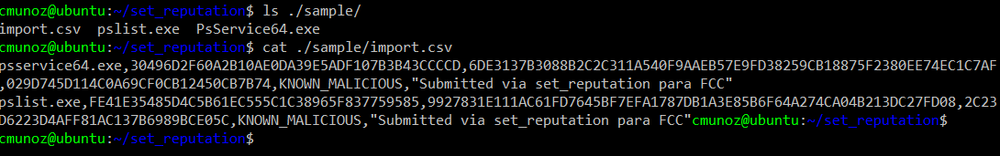 cmunoz@ubuntu:~/set_reputation$ ls ./sample/
import.csv  pslist.exe  PsService64.exe
cmunoz@ubuntu:~/set_reputation$ cat ./sample/import.csv
psservice64.exe,30496D2F60A2B10AE0DA39E5ADF107B3B43CCCCD,6DE3137B3088B2C2C311A540F9AAEB57E9FD38259CB18875F2380EE74EC1C7AF
,029D745D114C0A69CF0CB12450CB7B74,KNOWN_MALICIOUS,"Submitted via set_reputation para FCC"
pslist.exe,FE41E35485D4C5B61EC555C1C38965F837759585,9927831E111AC61FD7645BF7EFA1787DB1A3E85B6F64A274CA04B213DC27FD08,2C23
D6223D4AFF81AC137B6989BCE05C,KNOWN_MALICIOUS,"Submitted via set_reputation para FCC"cmunoz@ubuntu:~/set_reputation$
cmunoz@ubuntu:~/set_reputation$